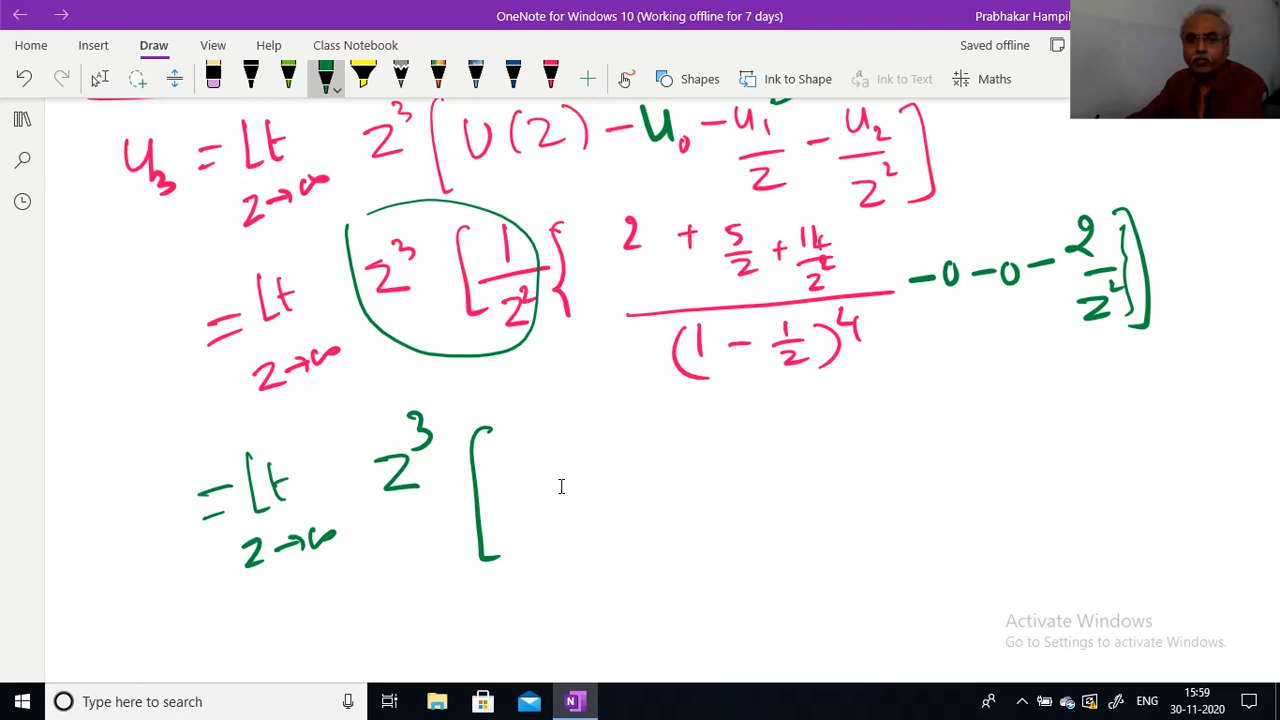 OneNote for Windows 10 (Working offline for 7 days)
Prabhakar Hampil
Home Insert Draw View Help Class Notebook Saved offline
Shapes Ink to Shape Ink to Text Maths
u₃ = Lt z→∞ z³ [ U(z) - u₀ - u₁/z - u₂/z² ]
= Lt z→∞ z³ [ 1/z² { (2 + 5/z + 14/z²) / (1 - 1/z)⁴ - 0 - 0 - 2/z² } ]
= Lt z→∞ z³ [
Activate Windows
Go to Settings to activate Windows.
Type here to search
ENG
15:59
30-11-2020